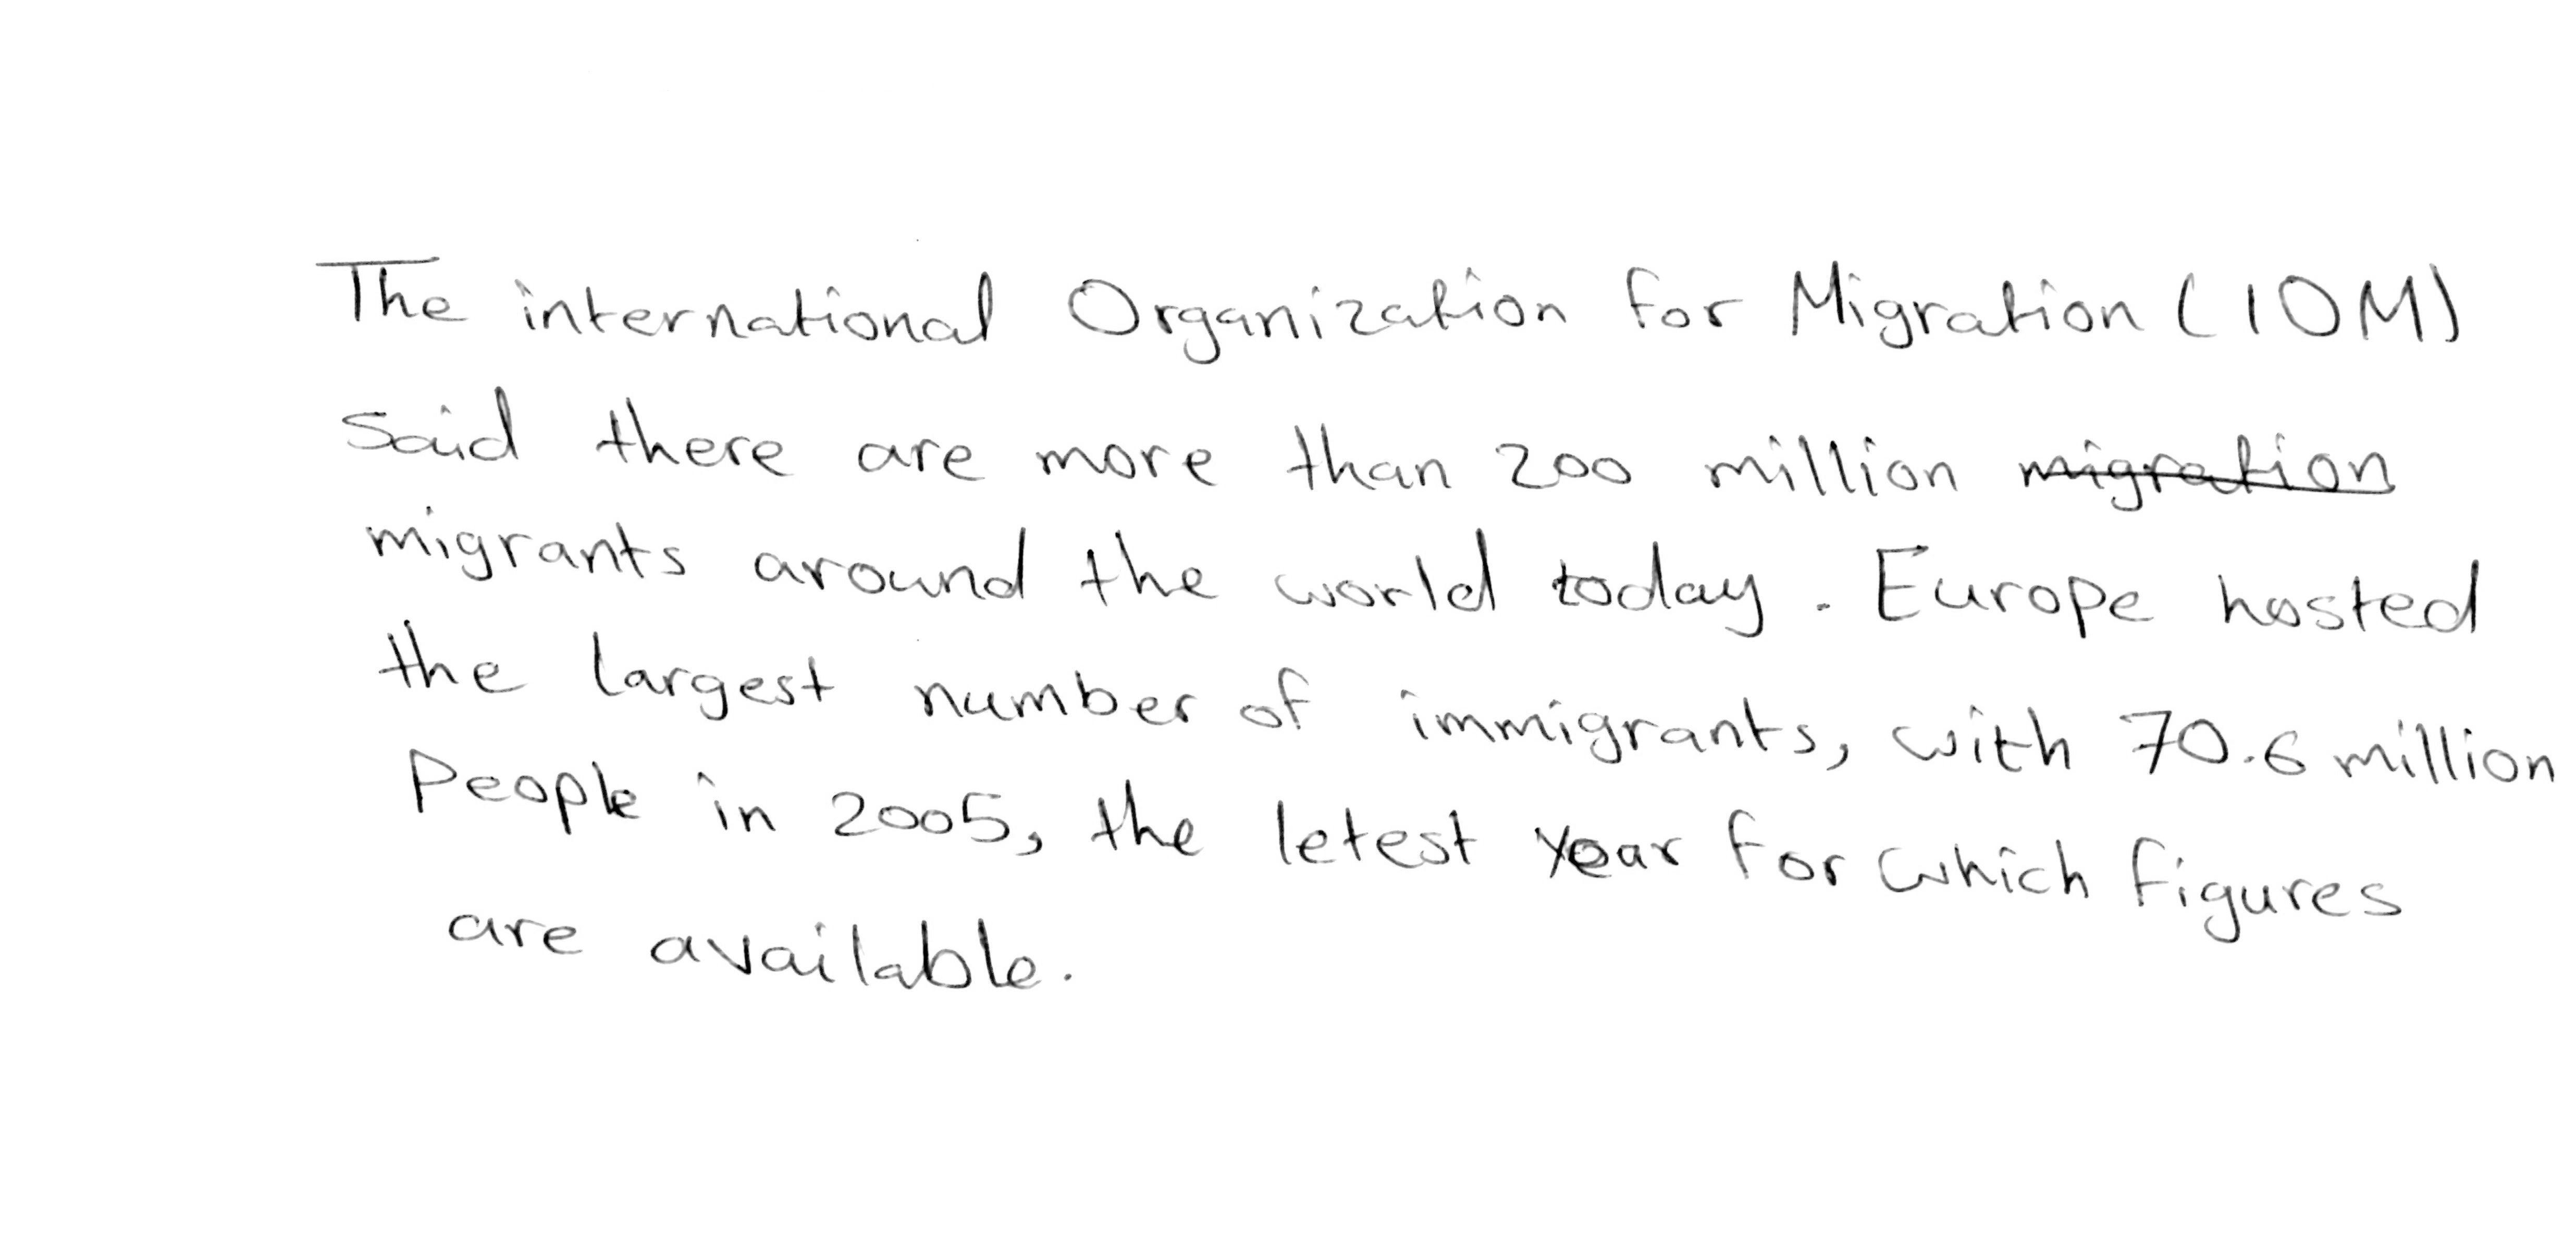 The international Organization for Migration (IOM)
Said there are more than 200 million ~~migration~~
migrants around the world today. Europe hosted
the largest number of immigrants, with 70.6 million
People in 2005, the letest year for which figures
are available.